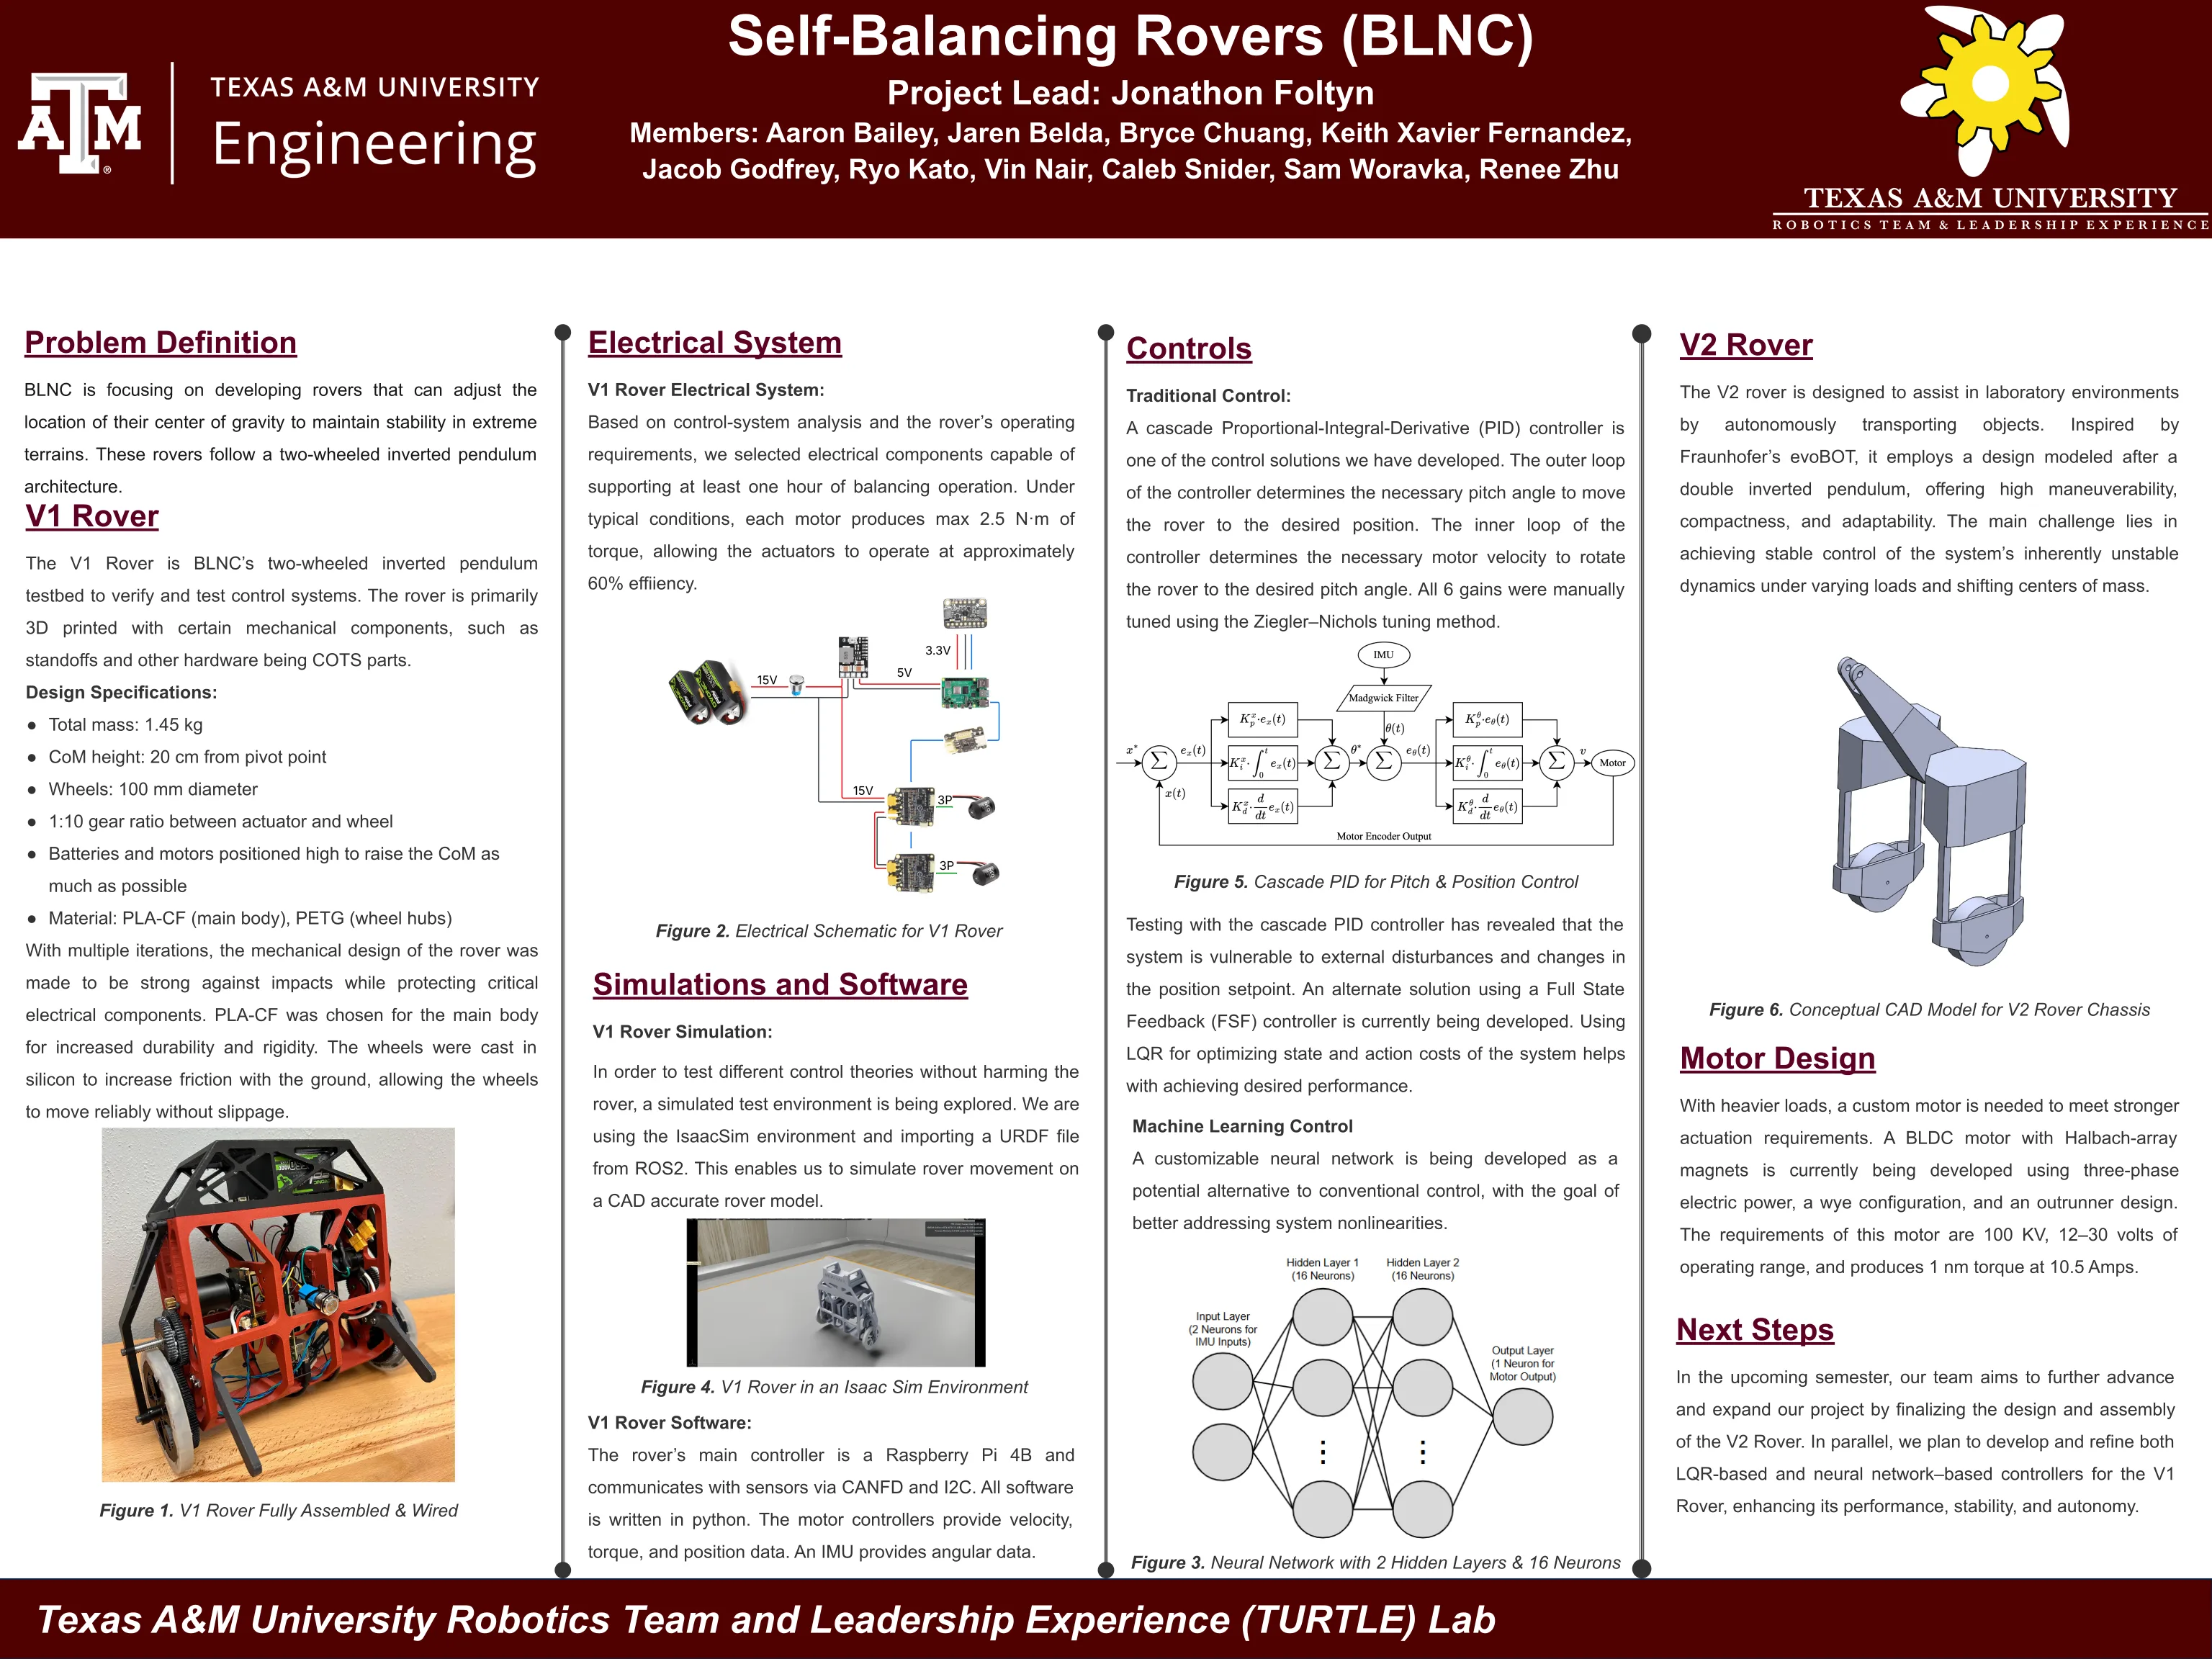 Self-Balancing Rovers (BLNC)
Project Lead: Jonathon Foltyn
Members: Aaron Bailey, Jaren Belda, Bryce Chuang, Keith Xavier Fernandez,
Jacob Godfrey, Ryo Kato, Vin Nair, Caleb Snider, Sam Woravka, Renee Zhu
ATM
®
TEXAS A&M UNIVERSITY
Engineering
TEXAS A&M UNIVERSITY
ROBOTICS TEAM & LEADERSHIP EXPERIENCE
Problem Definition
BLNC is focusing on developing rovers that can adjust the
location of their center of gravity to maintain stability in extreme
terrains. These rovers follow a two-wheeled inverted pendulum
architecture.
V1 Rover
The V1 Rover is BLNC's two-wheeled inverted pendulum
testbed to verify and test control systems. The rover is primarily
3D printed with certain mechanical components, such as
standoffs and other hardware being COTS parts.
Design Specifications:
● Total mass: 1.45 kg
● CoM height: 20 cm from pivot point
● Wheels: 100 mm diameter
● 1:10 gear ratio between actuator and wheel
● Batteries and motors positioned high to raise the CoM as
much as possible
● Material: PLA-CF (main body), PETG (wheel hubs)
With multiple iterations, the mechanical design of the rover was
made to be strong against impacts while protecting critical
electrical components. PLA-CF was chosen for the main body
for increased durability and rigidity. The wheels were cast in
silicon to increase friction with the ground, allowing the wheels
to move reliably without slippage.
Figure 1. V1 Rover Fully Assembled & Wired
Electrical System
V1 Rover Electrical System:
Based on control-system analysis and the rover's operating
requirements, we selected electrical components capable of
supporting at least one hour of balancing operation. Under
typical conditions, each motor produces max 2.5 N·m of
torque, allowing the actuators to operate at approximately
60% effiiency.
3.3V
15V
5V
15V
3P
3P
Figure 2. Electrical Schematic for V1 Rover
Simulations and Software
V1 Rover Simulation:
In order to test different control theories without harming the
rover, a simulated test environment is being explored. We are
using the IsaacSim environment and importing a URDF file
from ROS2. This enables us to simulate rover movement on
a CAD accurate rover model.
Figure 4. V1 Rover in an Isaac Sim Environment
V1 Rover Software:
The rover's main controller is a Raspberry Pi 4B and
communicates with sensors via CANFD and I2C. All software
is written in python. The motor controllers provide velocity,
torque, and position data. An IMU provides angular data.
Controls
Traditional Control:
A cascade Proportional-Integral-Derivative (PID) controller is
one of the control solutions we have developed. The outer loop
of the controller determines the necessary pitch angle to move
the rover to the desired position. The inner loop of the
controller determines the necessary motor velocity to rotate
the rover to the desired pitch angle. All 6 gains were manually
tuned using the Ziegler–Nichols tuning method.
IMU
Madgwick Filter
θ(t)
x* ∑ eₓ(t)
Kₚˣ·eₓ(t)
Kᵢˣ·∫₀ᵗ eₓ(t)
K_dˣ·d/dt eₓ(t)
∑ θ* ∑ e_θ(t)
K_p^θ·e_θ(t)
K_i^θ·∫₀ᵗ e_θ(t)
K_d^θ·d/dt e_θ(t)
∑ v Motor
x(t)
Motor Encoder Output
Figure 5. Cascade PID for Pitch & Position Control
Testing with the cascade PID controller has revealed that the
system is vulnerable to external disturbances and changes in
the position setpoint. An alternate solution using a Full State
Feedback (FSF) controller is currently being developed. Using
LQR for optimizing state and action costs of the system helps
with achieving desired performance.
Machine Learning Control
A customizable neural network is being developed as a
potential alternative to conventional control, with the goal of
better addressing system nonlinearities.
Hidden Layer 1
(16 Neurons)
Hidden Layer 2
(16 Neurons)
Input Layer
(2 Neurons for
IMU Inputs)
Output Layer
(1 Neuron for
Motor Output)
Figure 3. Neural Network with 2 Hidden Layers & 16 Neurons
V2 Rover
The V2 rover is designed to assist in laboratory environments
by autonomously transporting objects. Inspired by
Fraunhofer's evoBOT, it employs a design modeled after a
double inverted pendulum, offering high maneuverability,
compactness, and adaptability. The main challenge lies in
achieving stable control of the system's inherently unstable
dynamics under varying loads and shifting centers of mass.
Figure 6. Conceptual CAD Model for V2 Rover Chassis
Motor Design
With heavier loads, a custom motor is needed to meet stronger
actuation requirements. A BLDC motor with Halbach-array
magnets is currently being developed using three-phase
electric power, a wye configuration, and an outrunner design.
The requirements of this motor are 100 KV, 12–30 volts of
operating range, and produces 1 nm torque at 10.5 Amps.
Next Steps
In the upcoming semester, our team aims to further advance
and expand our project by finalizing the design and assembly
of the V2 Rover. In parallel, we plan to develop and refine both
LQR-based and neural network–based controllers for the V1
Rover, enhancing its performance, stability, and autonomy.
Texas A&M University Robotics Team and Leadership Experience (TURTLE) Lab